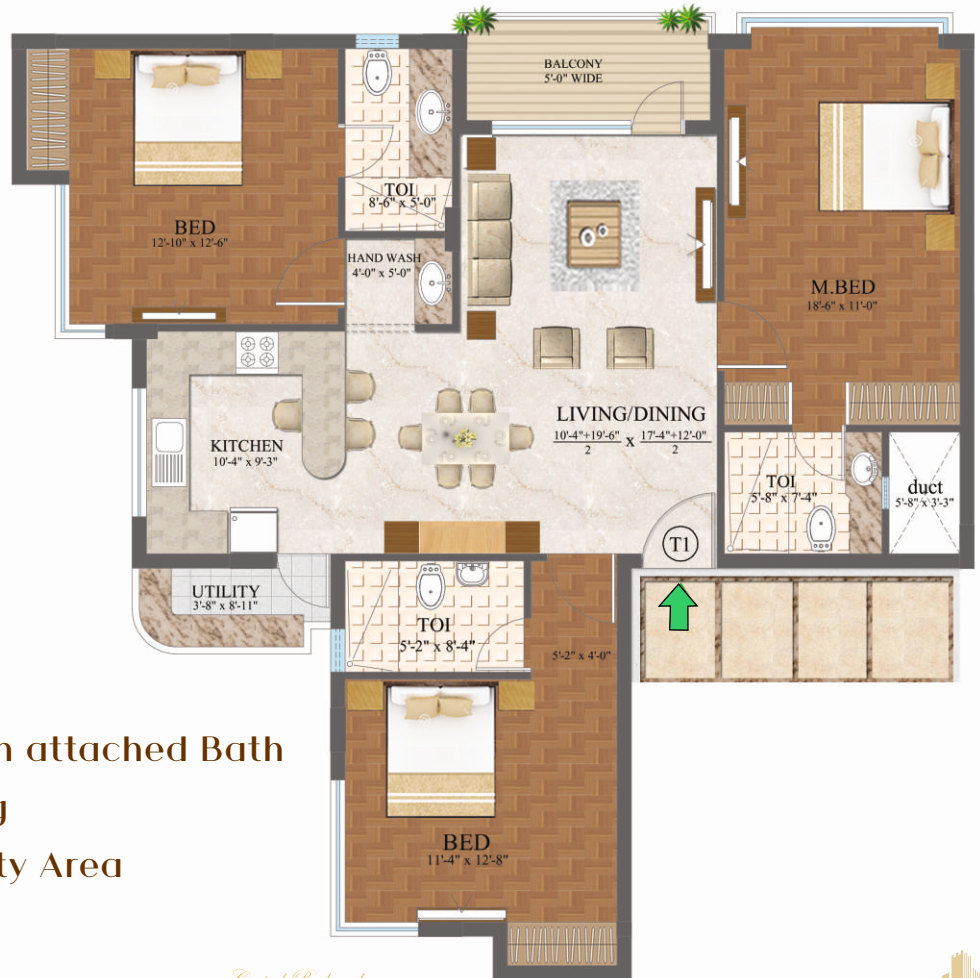 BALCONY
5'-0" WIDE
TOI
8'-6" x 5'-0"
BED
12'-10" x 12'-6"
HAND WASH
4'-0" x 5'-0"
M.BED
18'-6" x 11'-0"
LIVING/DINING
10'-4"+19'-6" x 17'-4"+12'-0"
2 2
KITCHEN
10'-4" x 9'-3"
TOI
5'-8" x 7'-4"
duct
5'-8" x 3'-3"
T1
UTILITY
3'-8" x 8'-11"
TOI
5'-2" x 8'-4"
5'-2" x 4'-0"
attached Bath
ty Area
BED
11'-4" x 12'-8"